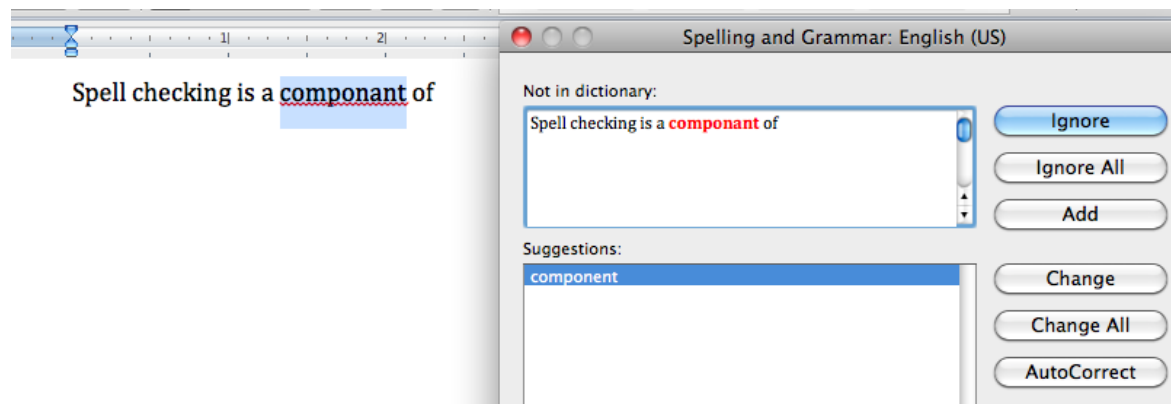 1 2
Spell checking is a componant of
Spelling and Grammar: English (US)
Not in dictionary:
Spell checking is a componant of
Ignore
Ignore All
Add
Suggestions:
component
Change
Change All
AutoCorrect